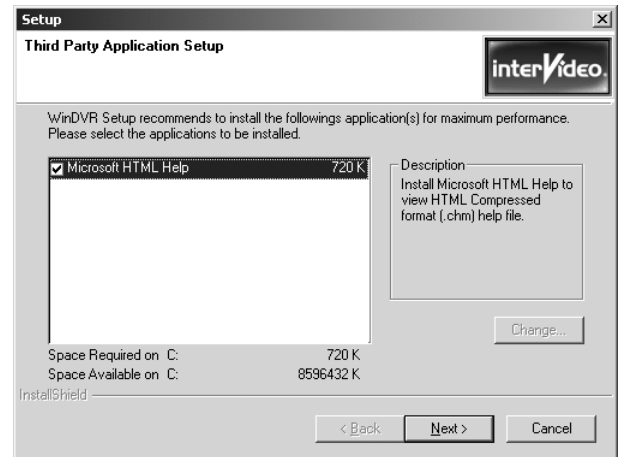 Setup
Third Party Application Setup
interVideo.
WinDVR Setup recommends to install the followings application(s) for maximum performance.
Please select the applications to be installed.
Microsoft HTML Help 720 K
Description
Install Microsoft HTML Help to
view HTML Compressed
format (.chm) help file.
Change...
Space Required on C: 720 K
Space Available on C: 8596432 K
InstallShield
< Back
Next >
Cancel